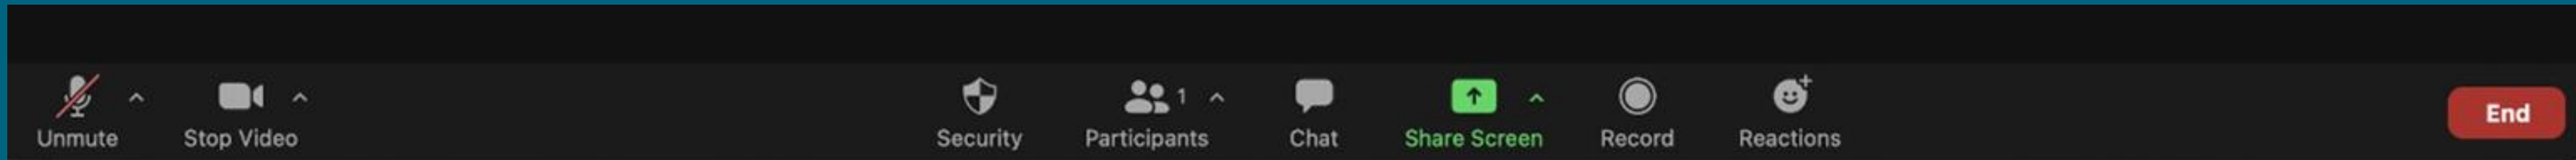 1
Unmute
Stop Video
Security
Participants
Chat
Share Screen
Record
Reactions
End